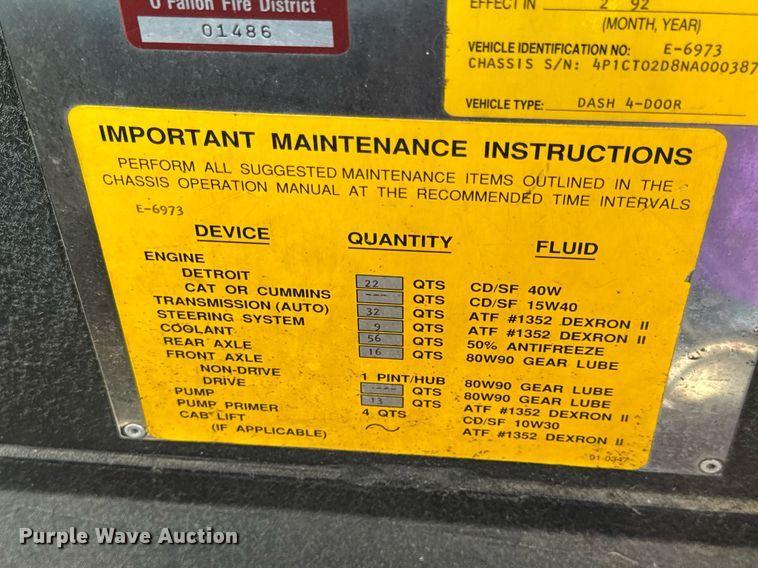 O'Fallon Fire District
01486
EFFECT IN 2 92
(MONTH, YEAR)
VEHICLE IDENTIFICATION NO: E-6973
CHASSIS S/N: 4P1CT02D8NA000387
VEHICLE TYPE: DASH 4-DOOR
IMPORTANT MAINTENANCE INSTRUCTIONS
PERFORM ALL SUGGESTED MAINTENANCE ITEMS OUTLINED IN THE
CHASSIS OPERATION MANUAL AT THE RECOMMENDED TIME INTERVALS
E-6973
DEVICE QUANTITY FLUID
ENGINE
DETROIT 22 QTS CD/SF 40W
CAT OR CUMMINS --- QTS CD/SF 15W40
TRANSMISSION (AUTO) 32 QTS ATF #1352 DEXRON II
STEERING SYSTEM 9 QTS ATF #1352 DEXRON II
COOLANT 56 QTS 50% ANTIFREEZE
REAR AXLE 16 QTS 80W90 GEAR LUBE
FRONT AXLE
NON-DRIVE 1 PINT/HUB 80W90 GEAR LUBE
DRIVE ---- QTS 80W90 GEAR LUBE
PUMP 13 QTS ATF #1352 DEXRON II
PUMP PRIMER 4 QTS CD/SF 10W30
CAB LIFT ~ ATF #1352 DEXRON II
(IF APPLICABLE)
91-0347
Purple Wave Auction